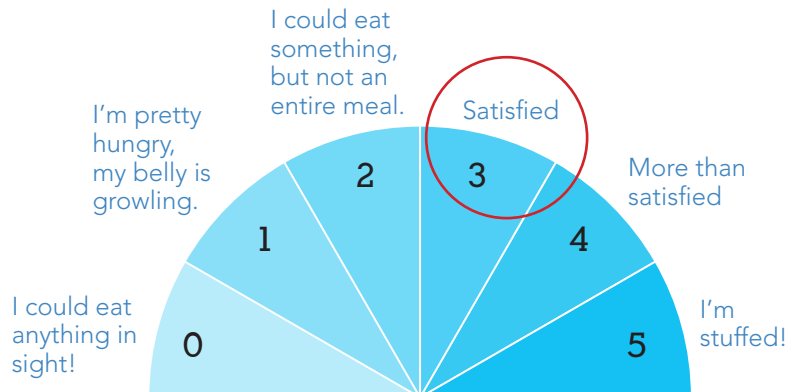 I could eat
something,
but not an
entire meal.
Satisfied
I'm pretty
hungry,
my belly is
growling.
More than
satisfied
2
3
1
4
I could eat
anything in
sight!
0
5
I'm
stuffed!